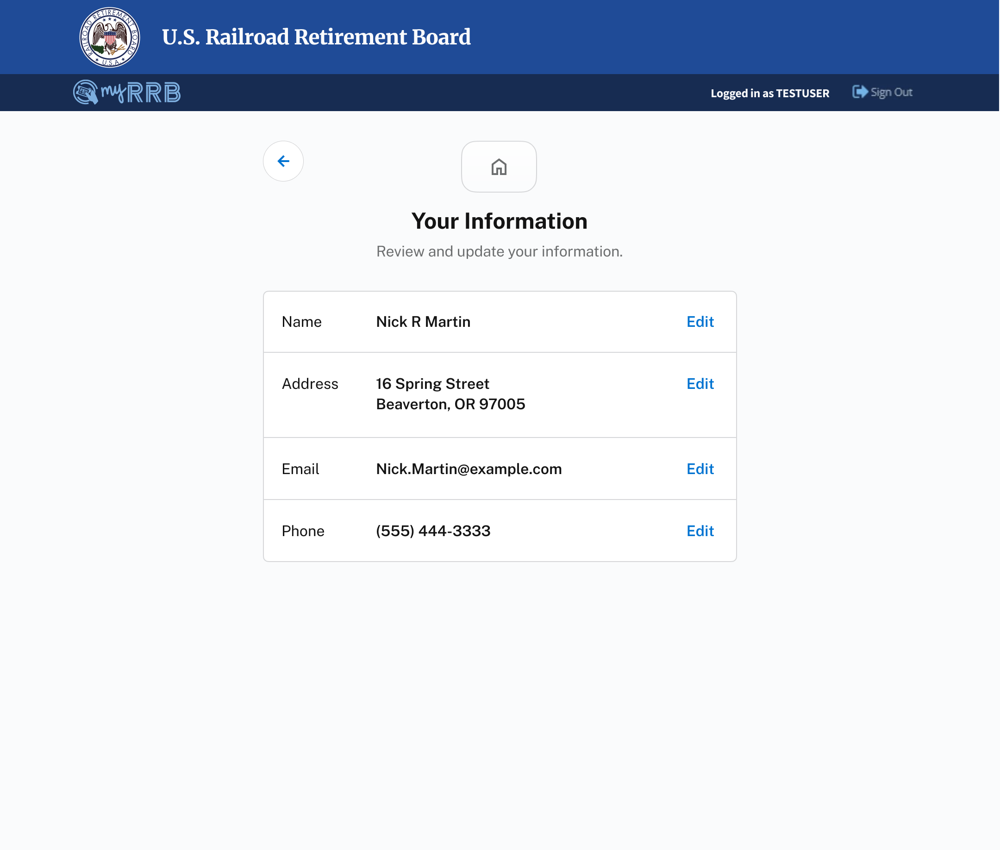 RAILROAD RETIREMENT BOARD
U.S.A.
U.S. Railroad Retirement Board
myRRB
Logged in as TESTUSER
Sign Out
Your Information
Review and update your information.
Name
Nick R Martin
Edit
Address
16 Spring Street
Edit
Beaverton, OR 97005
Email
Nick.Martin@example.com
Edit
Phone
(555) 444-3333
Edit